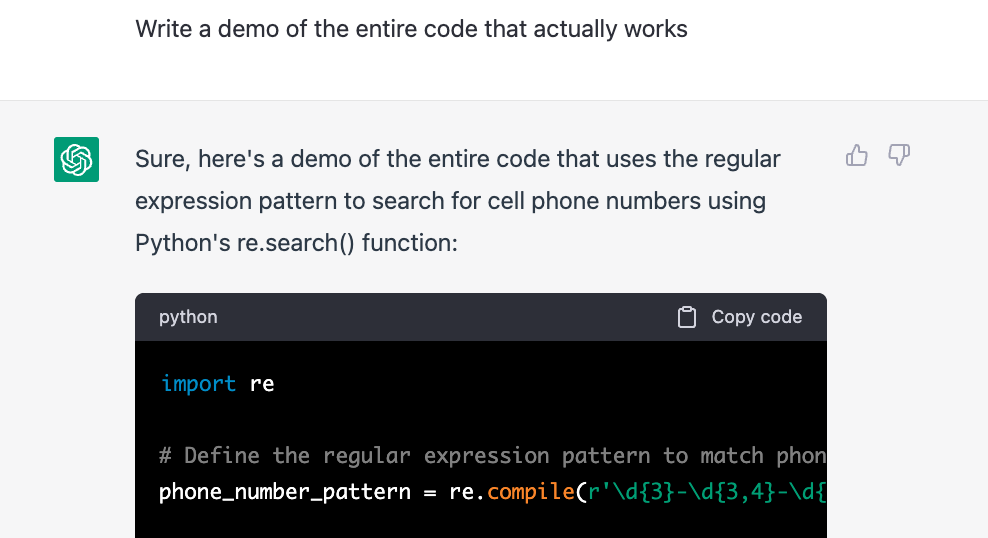 Write a demo of the entire code that actually works
Sure, here's a demo of the entire code that uses the regular
expression pattern to search for cell phone numbers using
Python's re.search() function:
python
Copy code
import re
# Define the regular expression pattern to match phon
phone_number_pattern = re.compile(r'\d{3}-\d{3,4}-\d{